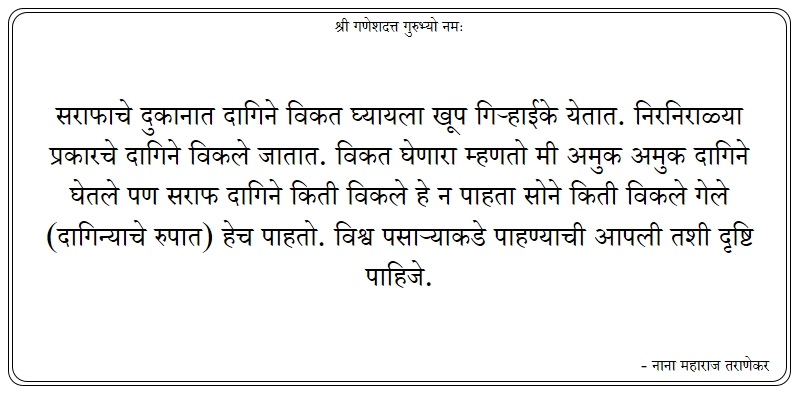 श्री गणेशदत्त गुरुभ्यो नमः
सराफाचे दुकानात दागिने विकत घ्यायला खूप गिऱ्हाईके येतात. निरनिराळ्या
प्रकारचे दागिने विकले जातात. विकत घेणारा म्हणतो मी अमुक अमुक दागिने
घेतले पण सराफ दागिने किती विकले हे न पाहता सोने किती विकले गेले
(दागिन्याचे रुपात) हेच पाहतो. विश्व पसाऱ्याकडे पाहण्याची आपली तशी दृष्टि
पाहिजे.
- नाना महाराज तराणेकर